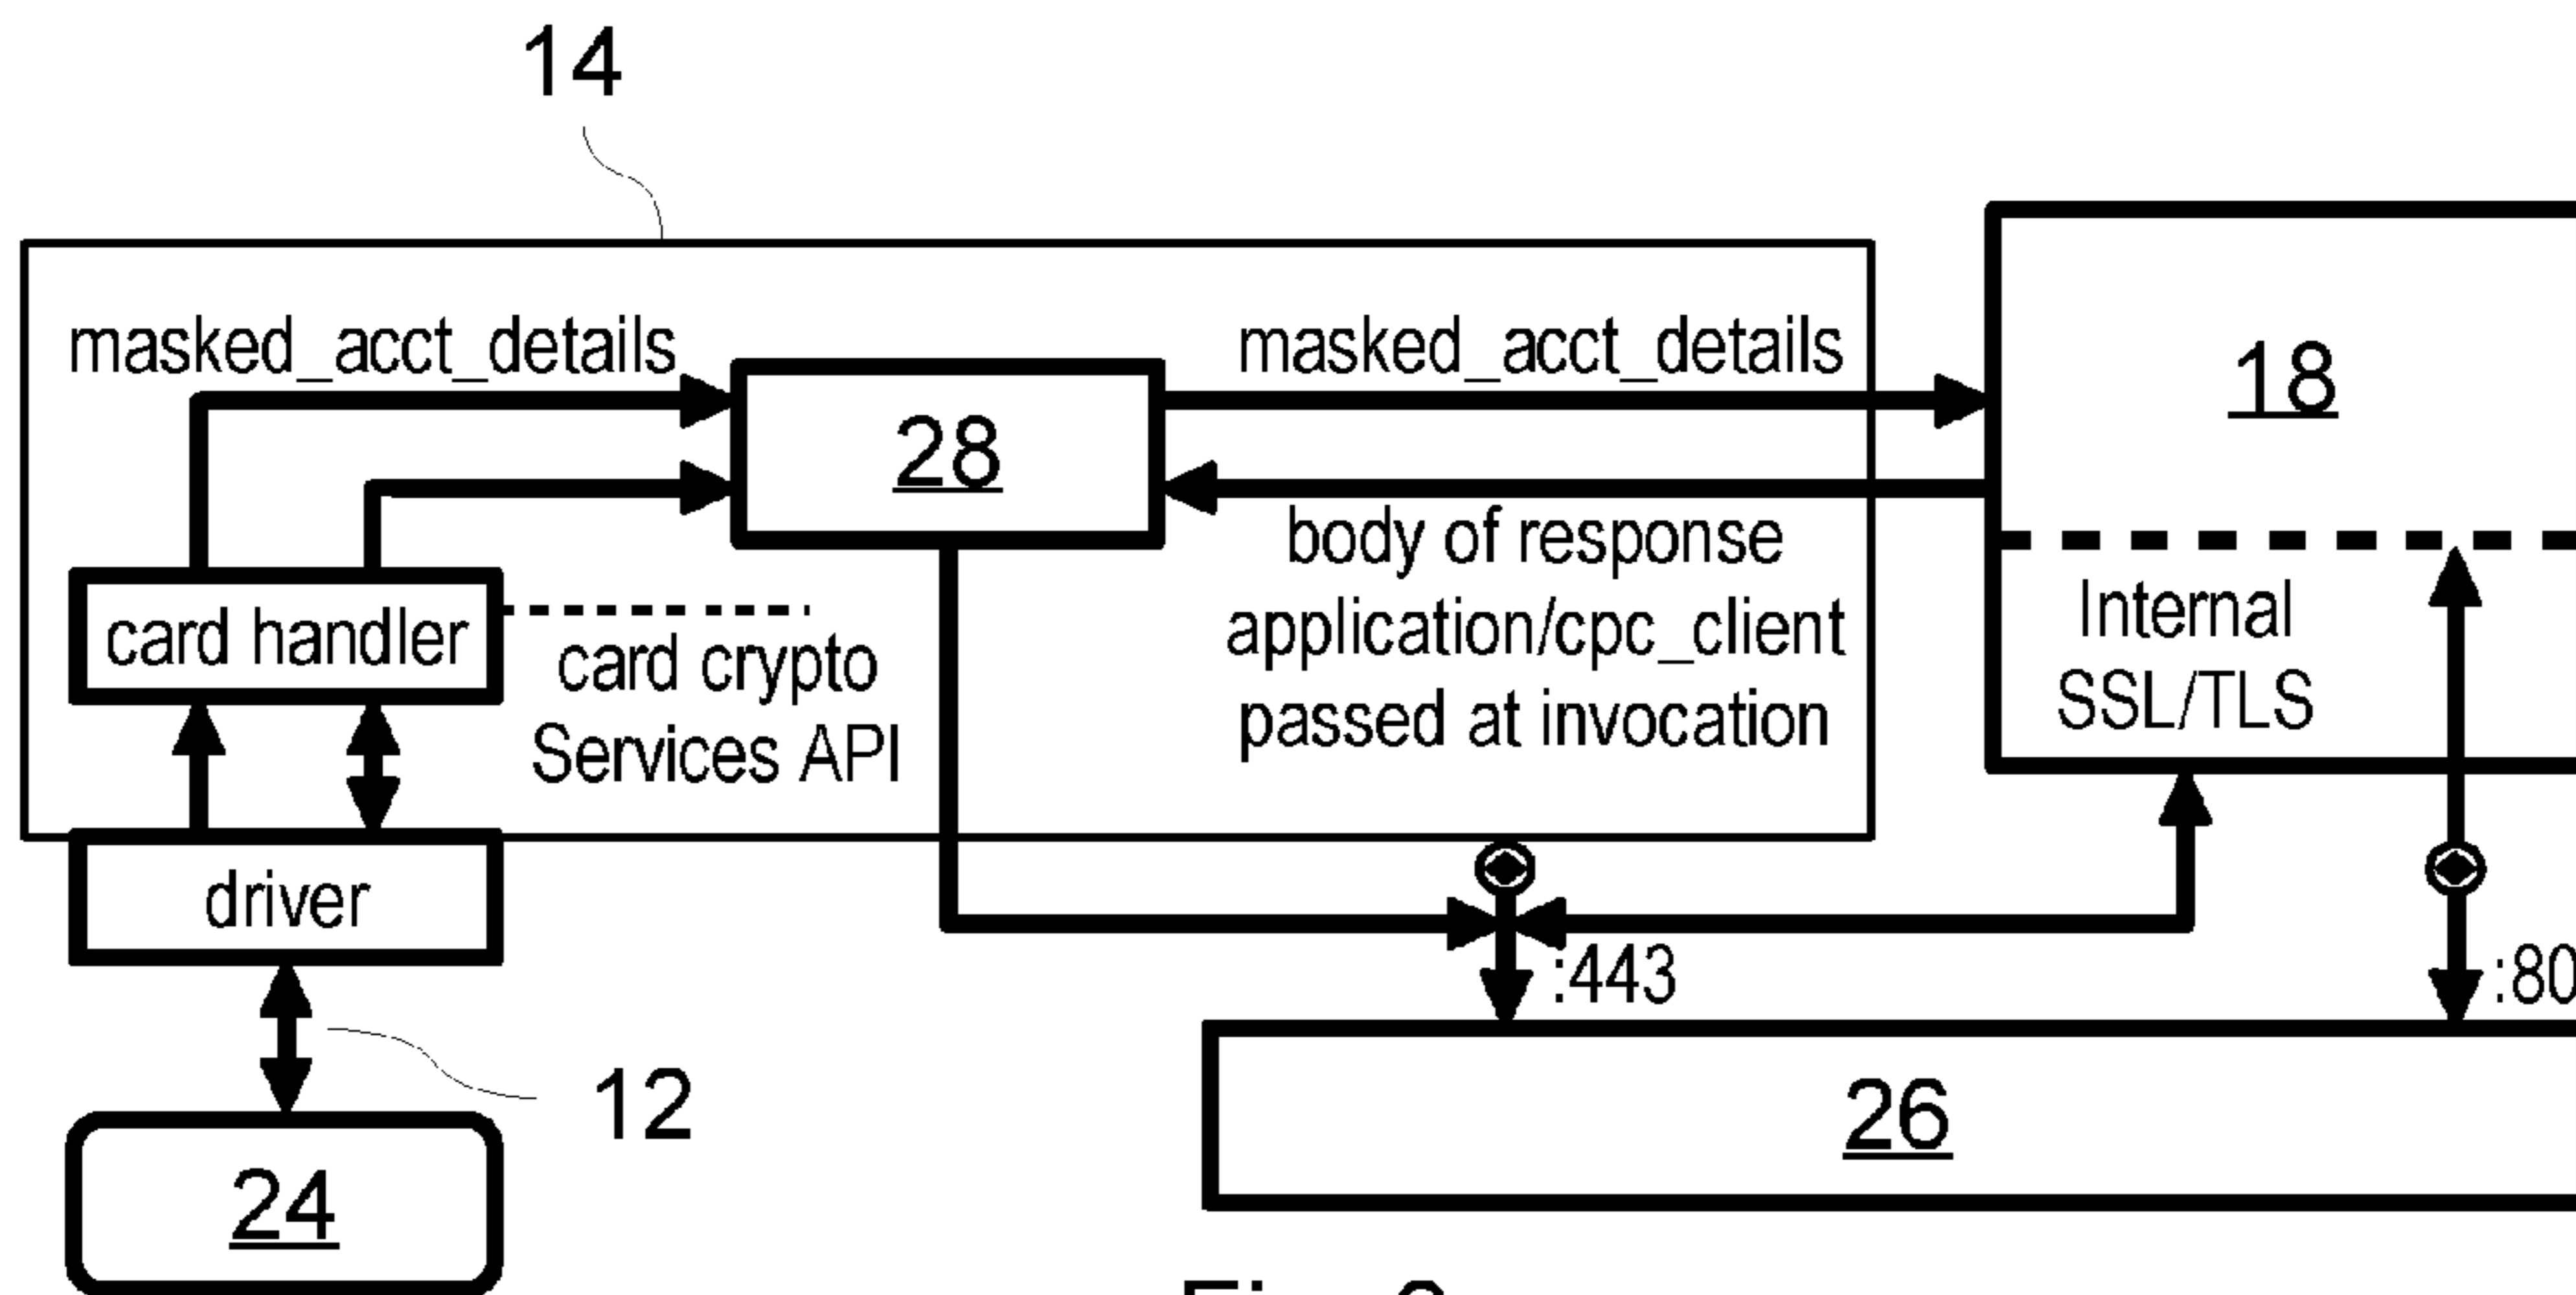 14
masked_acct_details
masked_acct_details
28
18
body of response
application/cpc_client
passed at invocation
Internal
SSL/TLS
card handler
card crypto
Services API
driver
:443
:80
12
26
24